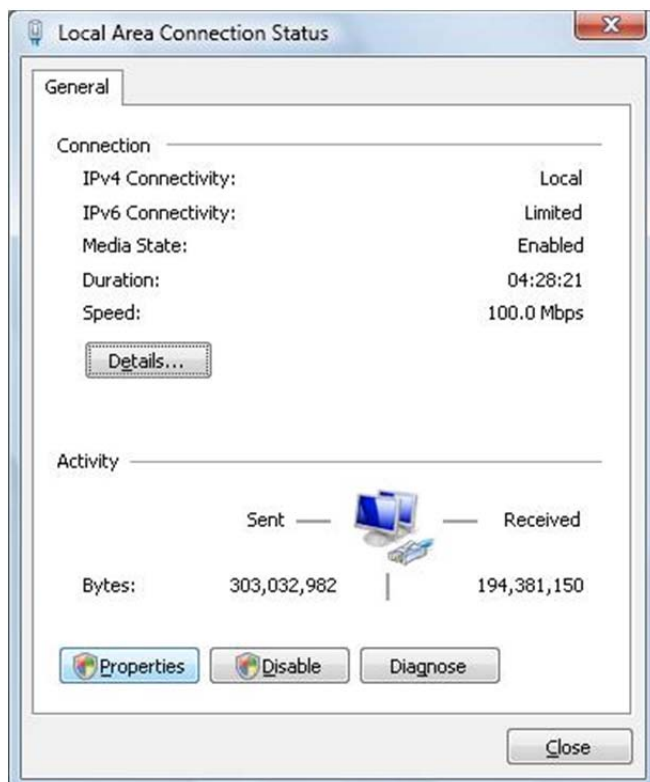 Local Area Connection Status
General
Connection
IPv4 Connectivity: Local
IPv6 Connectivity: Limited
Media State: Enabled
Duration: 04:28:21
Speed: 100.0 Mbps
Details...
Activity
Sent Received
Bytes: 303,032,982 194,381,150
Properties Disable Diagnose
Close